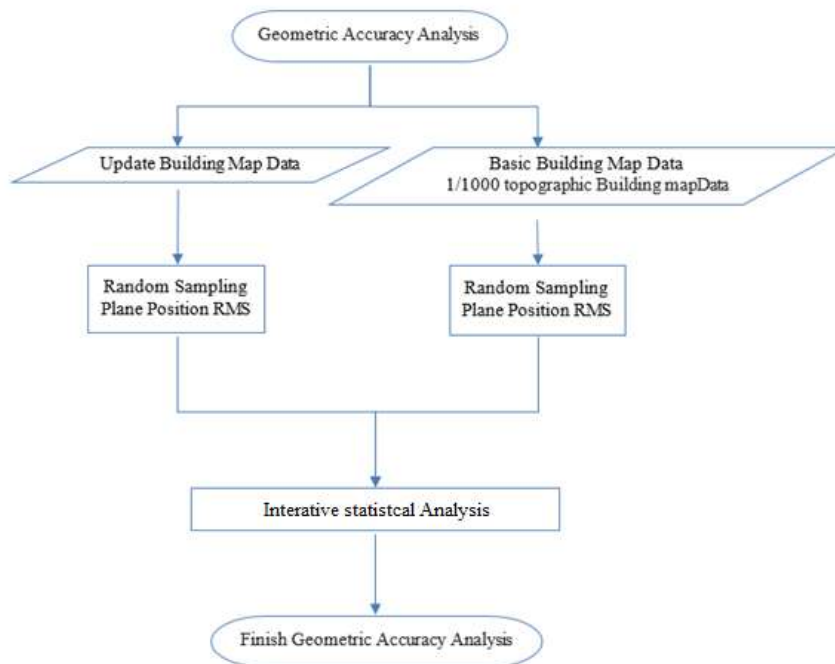 Geometric Accuracy Analysis
Update Building Map Data
Basic Building Map Data
1/1000 topographic Building mapData
Random Sampling
Plane Position RMS
Random Sampling
Plane Position RMS
Interative statistcal Analysis
Finish Geometric Accuracy Analysis